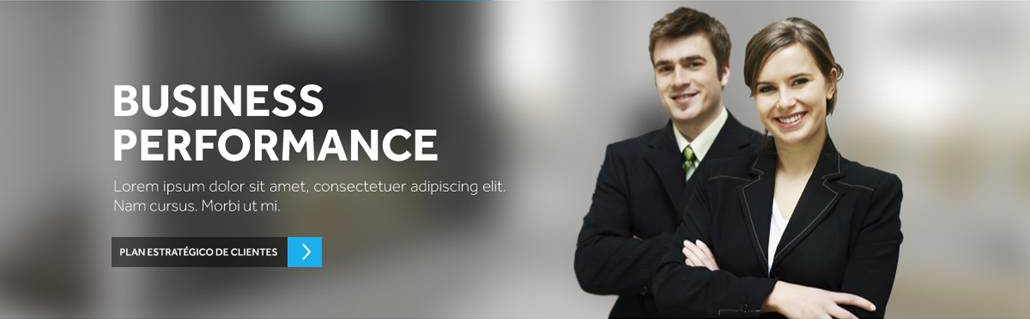 BUSINESS
PERFORMANCE
Lorem ipsum dolor sit amet, consectetuer adipiscing elit.
Nam cursus. Morbi ut mi.
PLAN ESTRATÉGICO DE CLIENTES